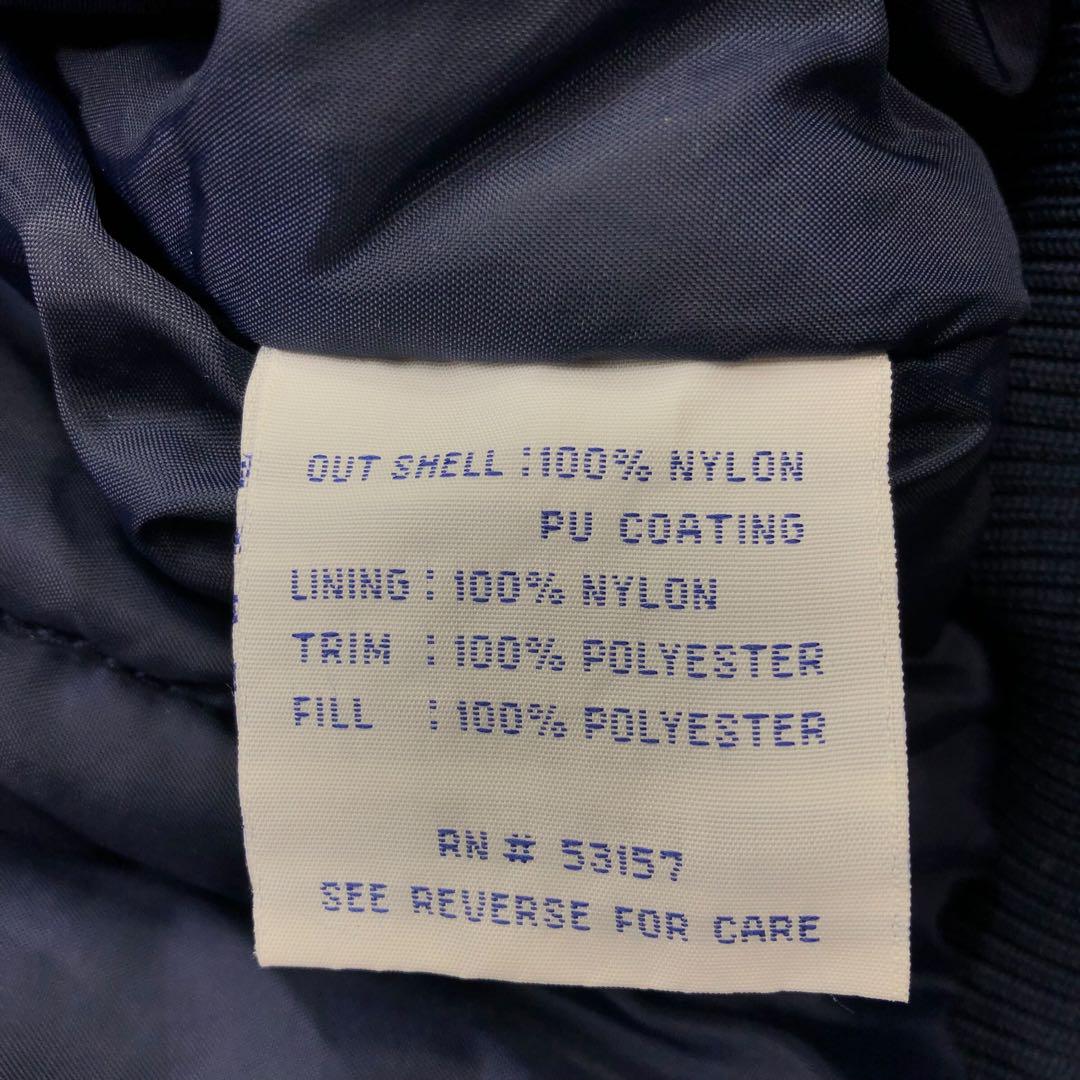 OUT SHELL : 100% NYLON
PU COATING
LINING : 100% NYLON
TRIM : 100% POLYESTER
FILL : 100% POLYESTER
RN # 53157
SEE REVERSE FOR CARE